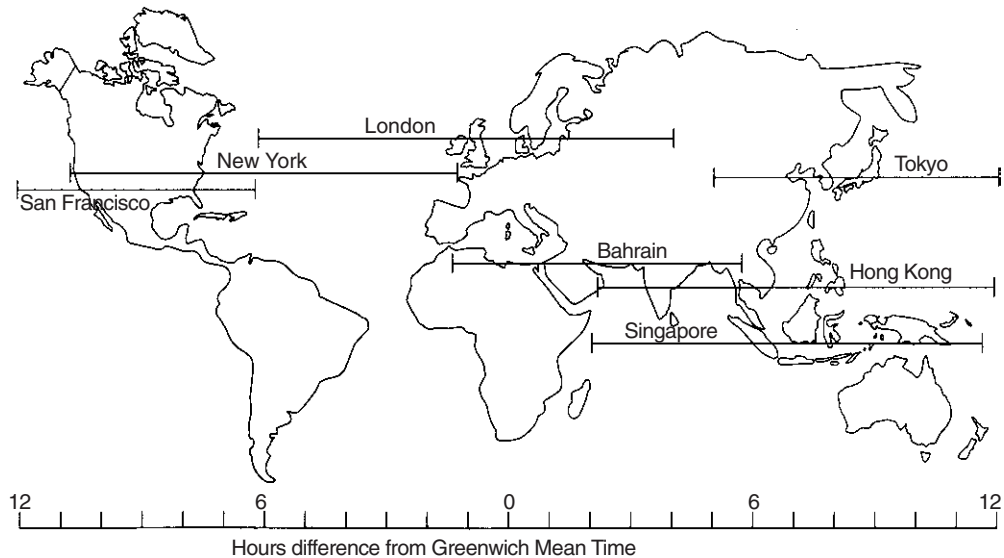 London
New York
Tokyo
San Francisco
Bahrain
Hong Kong
Singapore
12 6 0 6 12
Hours difference from Greenwich Mean Time